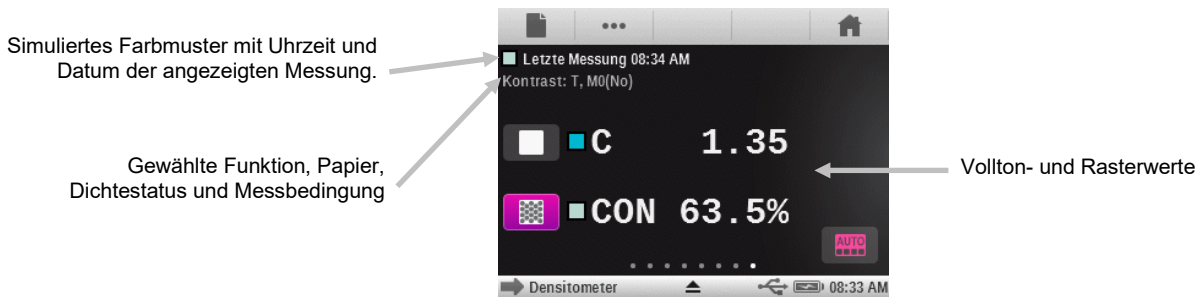 Simuliertes Farbmuster mit Uhrzeit und
Datum der angezeigten Messung.
Gewählte Funktion, Papier,
Dichtestatus und Messbedingung
Letzte Messung 08:34 AM
Kontrast: T, M0(No)
C 1.35
CON 63.5%
AUTO
Densitometer 08:33 AM
Vollton- und Rasterwerte